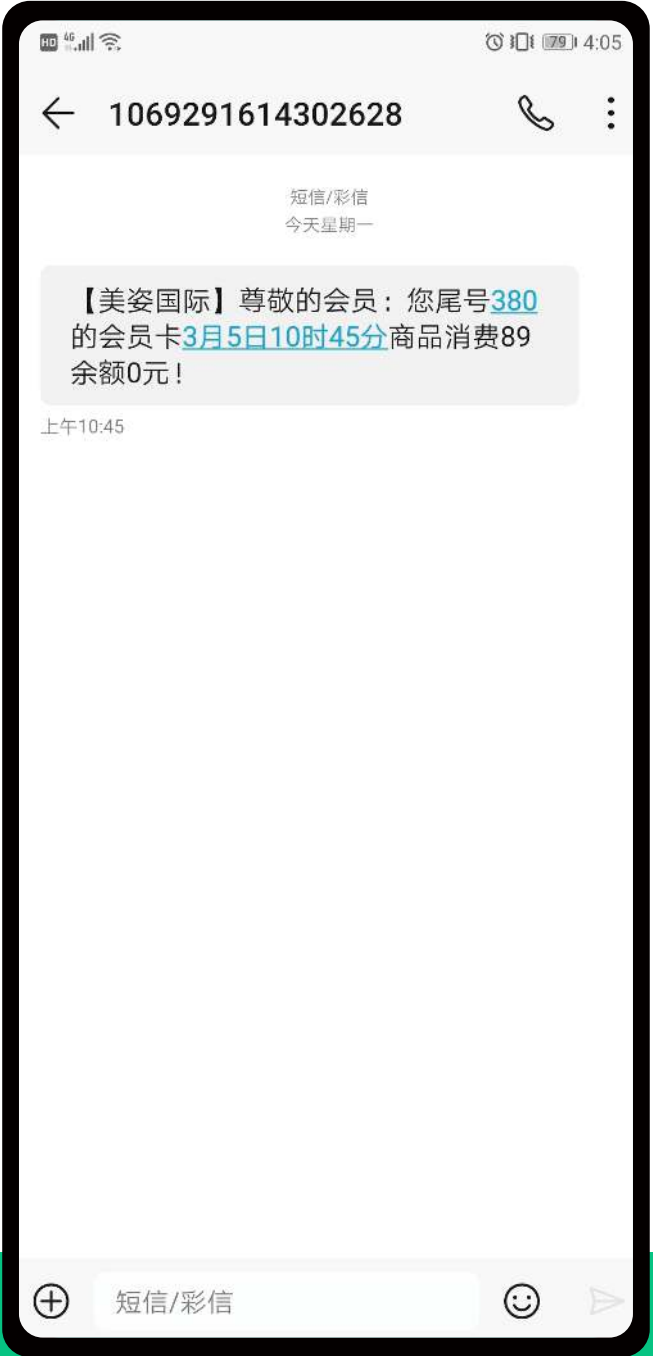 HD 4G 79 4:05
1069291614302628
短信/彩信
今天星期一
【美姿国际】尊敬的会员：您尾号380
的会员卡3月5日10时45分商品消费89
余额0元！
上午10:45
短信/彩信